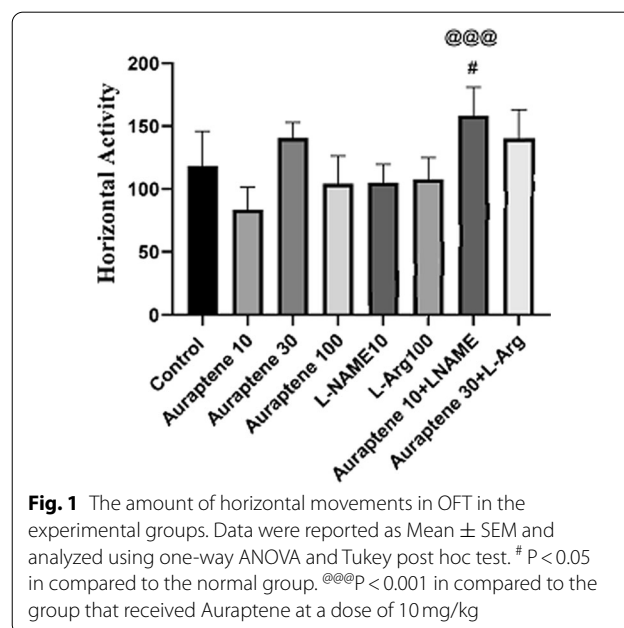 @@@
#
200
150
100
50
0
Horizontal Activity
Control
Auraptene 10
Auraptene 30
Auraptene 100
L-NAME10
L-Arg100
Auraptene 10+LNAME
Auraptene 30+L-Arg
Fig. 1 The amount of horizontal movements in OFT in the
experimental groups. Data were reported as Mean ± SEM and
analyzed using one-way ANOVA and Tukey post hoc test. # P < 0.05
in compared to the normal group. @@@P < 0.001 in compared to the
group that received Auraptene at a dose of 10 mg/kg